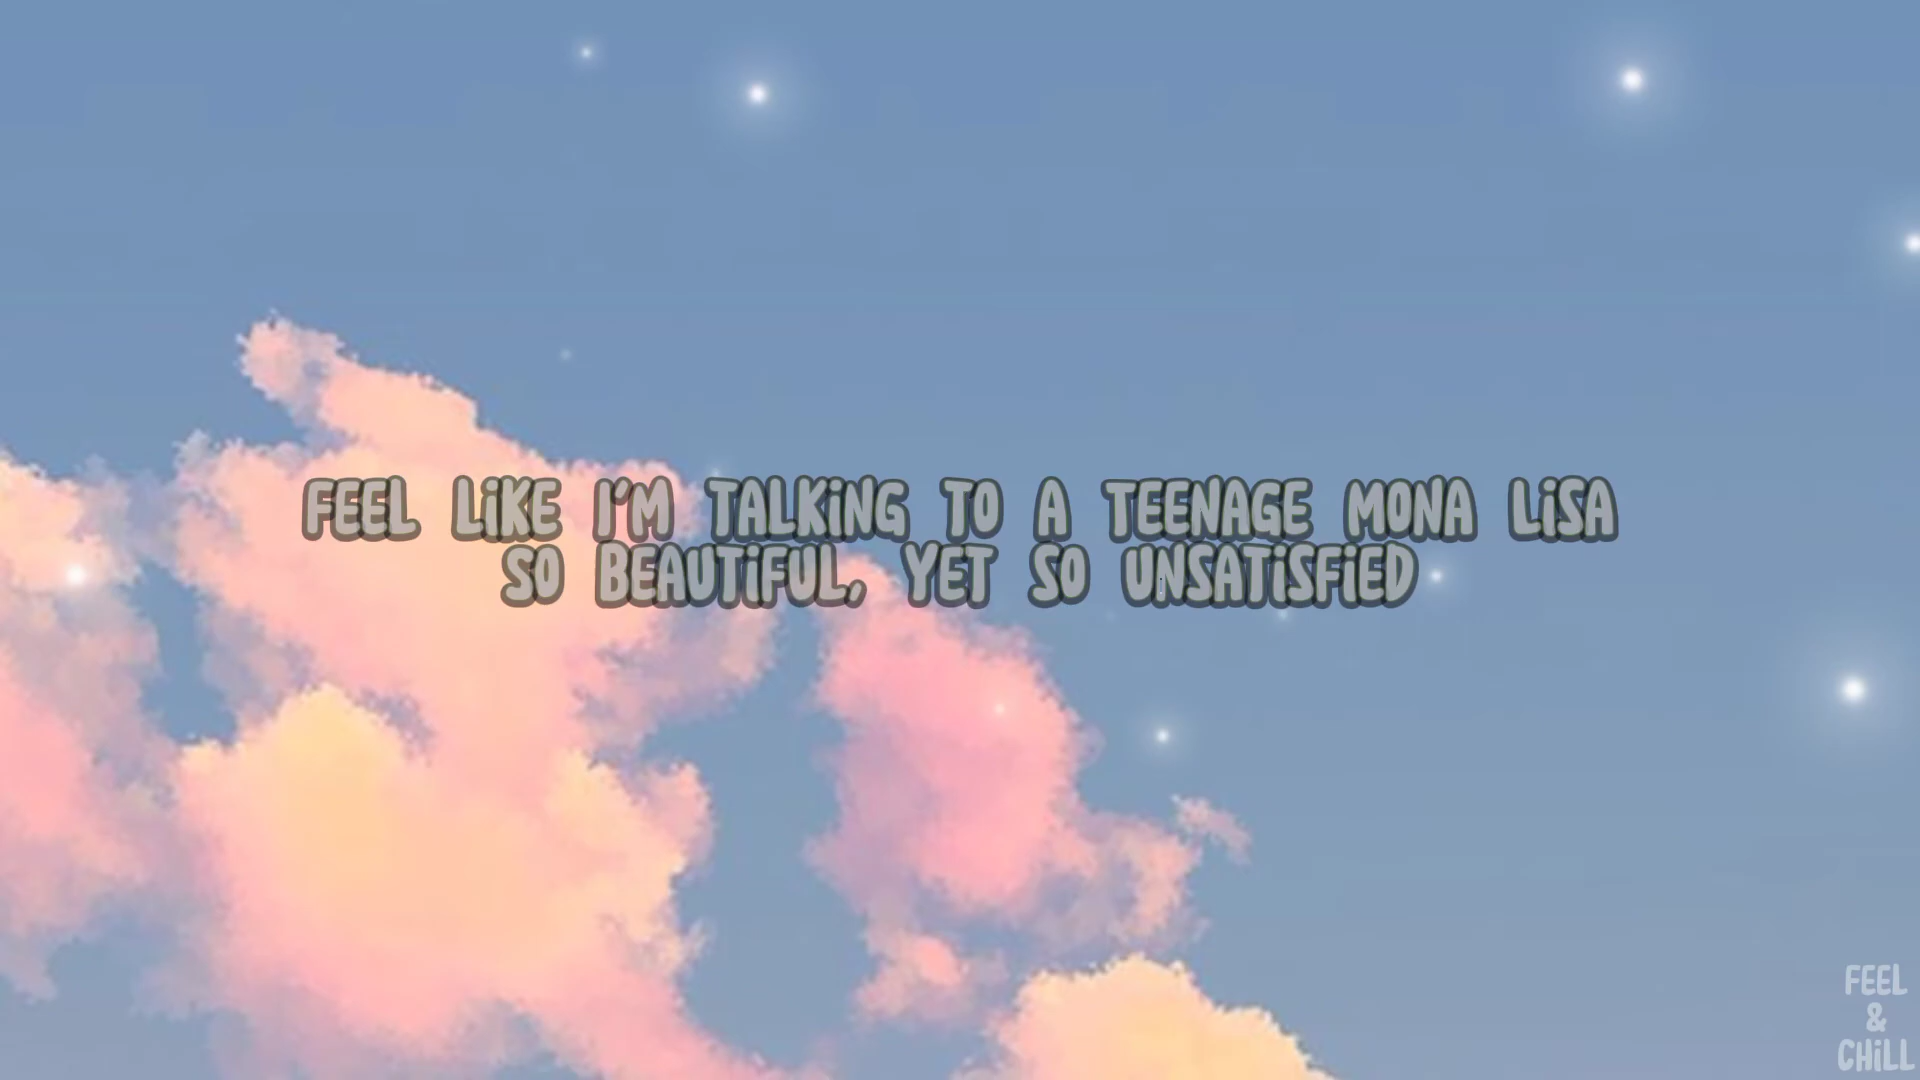 FEEL LiKE I'M TALKiNG TO A TEENAGE MONA LiSA
SO BEAUTiFUL, YET SO UNSATiSFiED
FEEL
&
CHiLL